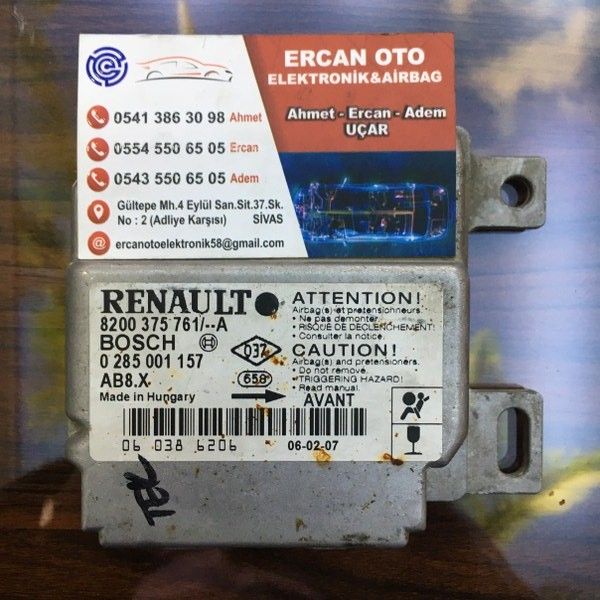 ERCAN OTO
ELEKTRONİK&AİRBAG
Ahmet - Ercan - Adem
UÇAR
0541 386 30 98 Ahmet
0554 550 65 05 Ercan
0543 550 65 05 Adem
Gültepe Mh.4 Eylül San.Sit.37.Sk.
No : 2 (Adliye Karşısı) SİVAS
ercanotoelektronik58@gmail.com
RENAULT
8200 375 761/--A
BOSCH
0 285 001 157
AB8.X
Made in Hungary
037
650
ATTENTION!
Airbag(s) et pretensionneurs.
• Ne pas demonter.
• RISQUE DE DECLENCHEMENT!
• Consulter la notice.
CAUTION!
Airbag(s) and pretensioners.
• Do not remove.
• TRIGGERING HAZARD!
• Read manual.
AVANT
06 038 6206
06-02-07
TEK